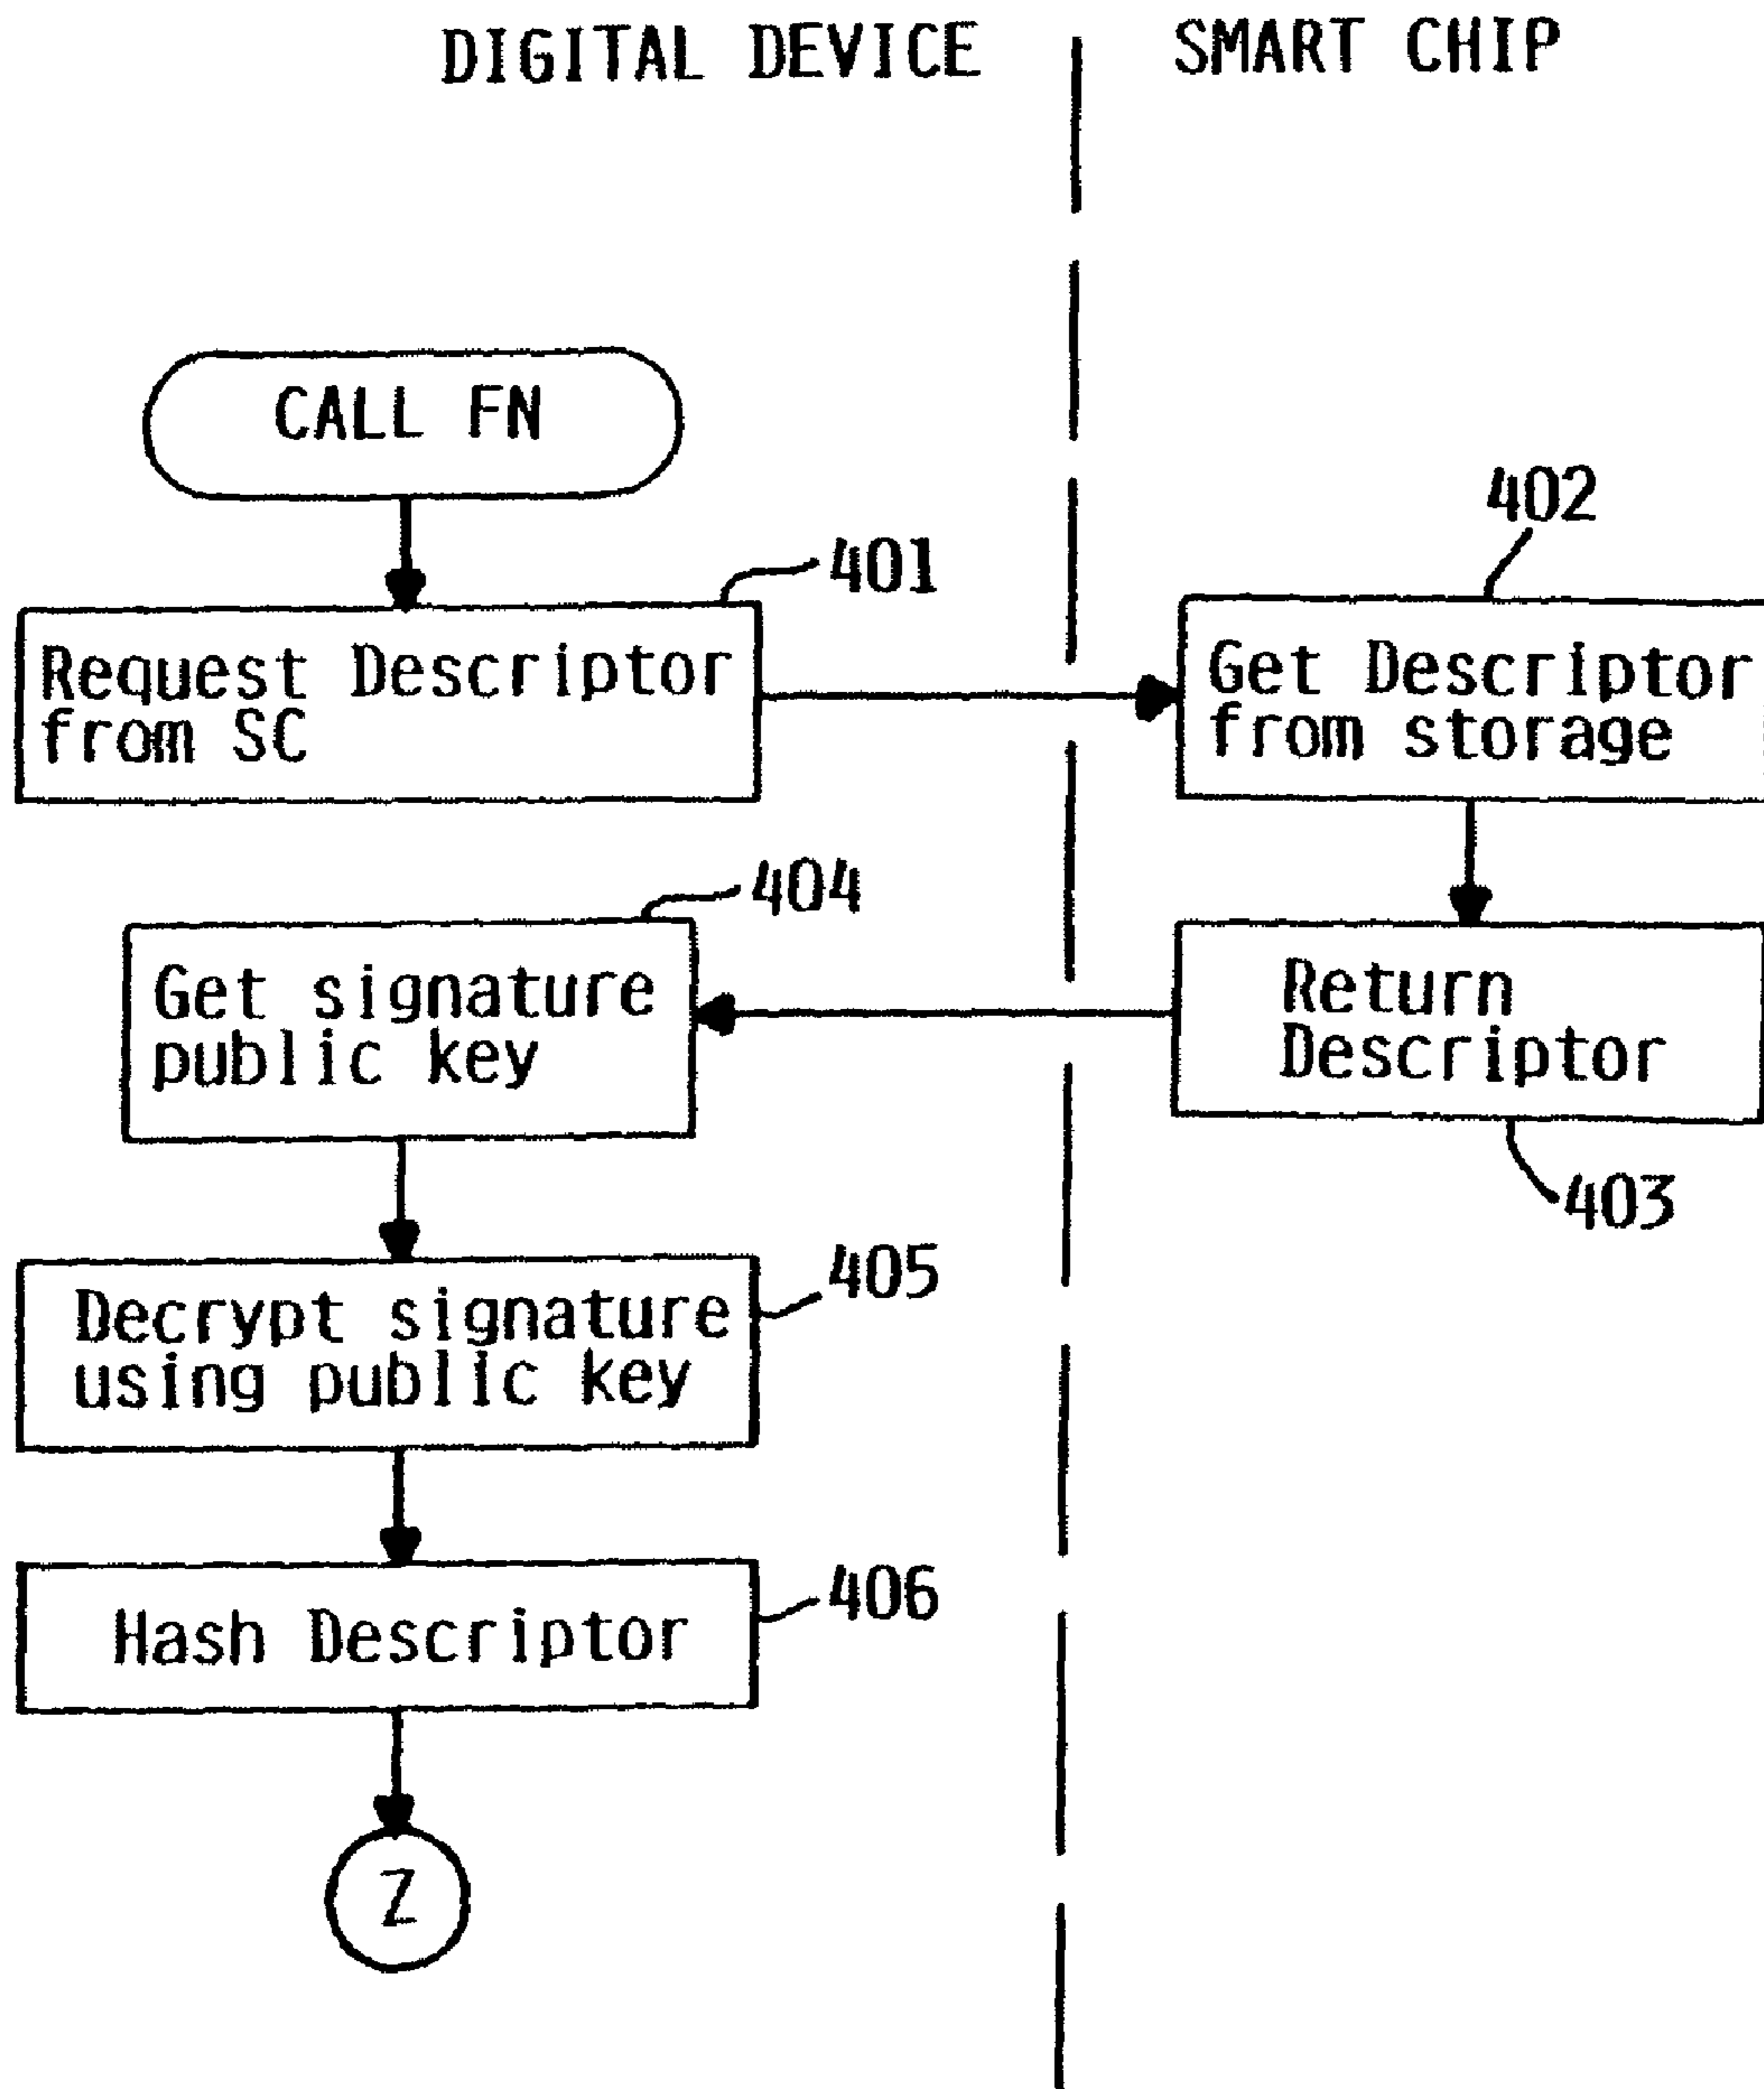 DIGITAL DEVICE
SMART CHIP
CALL FN
401
402
Request Descriptor
from SC
Get Descriptor
from storage
404
Get signature
public key
Return
Descriptor
403
405
Decrypt signature
using public key
406
Hash Descriptor
Z